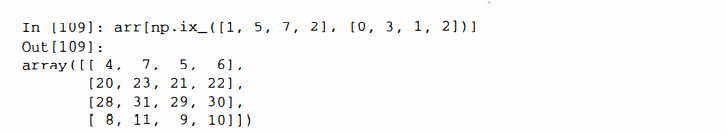 In [109]: arr[np.ix_([1, 5, 7, 2], [0, 3, 1, 2])]
Out[109]:
array([[ 4, 7, 5, 6],
[20, 23, 21, 22],
[28, 31, 29, 30],
[ 8, 11, 9, 10]])